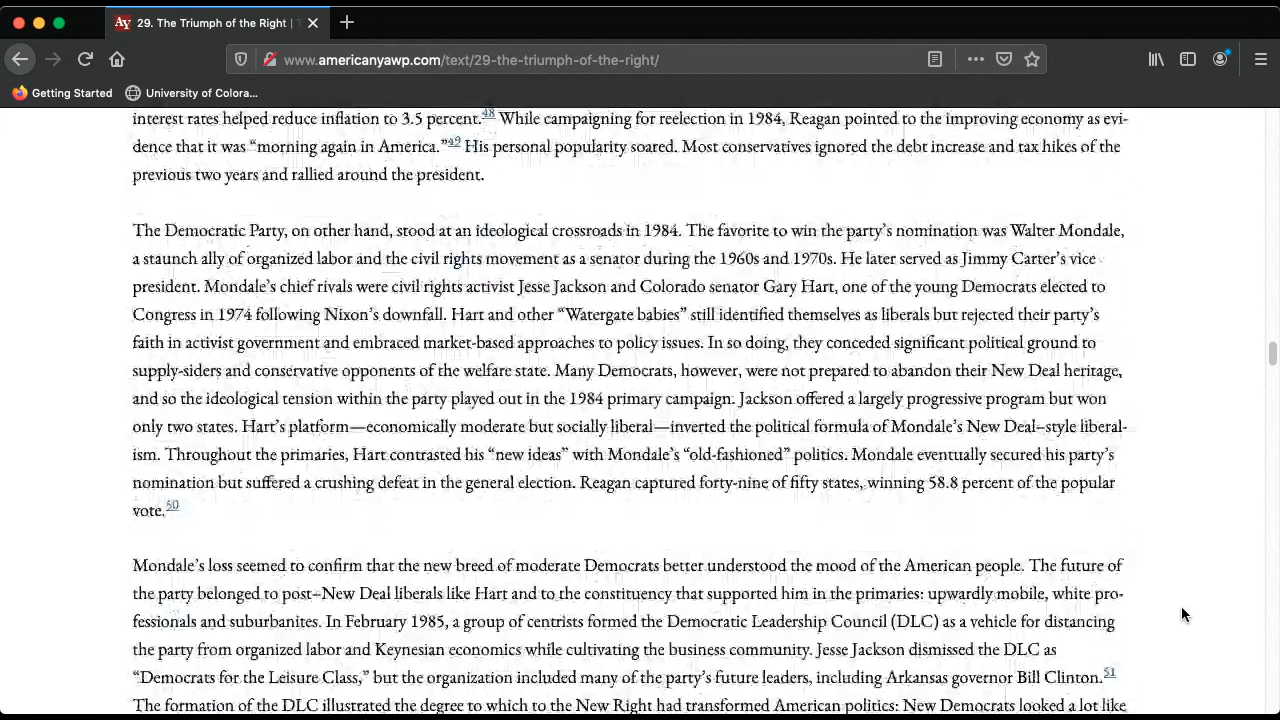 29. The Triumph of the Right | T
www.americanyawp.com/text/29-the-triumph-of-the-right/
Getting Started
University of Colora...
interest rates helped reduce inflation to 3.5 percent.48 While campaigning for reelection in 1984, Reagan pointed to the improving economy as evi-
dence that it was “morning again in America.”49 His personal popularity soared. Most conservatives ignored the debt increase and tax hikes of the
previous two years and rallied around the president.
The Democratic Party, on other hand, stood at an ideological crossroads in 1984. The favorite to win the party’s nomination was Walter Mondale,
a staunch ally of organized labor and the civil rights movement as a senator during the 1960s and 1970s. He later served as Jimmy Carter’s vice
president. Mondale’s chief rivals were civil rights activist Jesse Jackson and Colorado senator Gary Hart, one of the young Democrats elected to
Congress in 1974 following Nixon’s downfall. Hart and other “Watergate babies” still identified themselves as liberals but rejected their party’s
faith in activist government and embraced market-based approaches to policy issues. In so doing, they conceded significant political ground to
supply-siders and conservative opponents of the welfare state. Many Democrats, however, were not prepared to abandon their New Deal heritage,
and so the ideological tension within the party played out in the 1984 primary campaign. Jackson offered a largely progressive program but won
only two states. Hart’s platform—economically moderate but socially liberal—inverted the political formula of Mondale’s New Deal–style liberal-
ism. Throughout the primaries, Hart contrasted his “new ideas” with Mondale’s “old-fashioned” politics. Mondale eventually secured his party’s
nomination but suffered a crushing defeat in the general election. Reagan captured forty-nine of fifty states, winning 58.8 percent of the popular
vote.50
Mondale’s loss seemed to confirm that the new breed of moderate Democrats better understood the mood of the American people. The future of
the party belonged to post–New Deal liberals like Hart and to the constituency that supported him in the primaries: upwardly mobile, white pro-
fessionals and suburbanites. In February 1985, a group of centrists formed the Democratic Leadership Council (DLC) as a vehicle for distancing
the party from organized labor and Keynesian economics while cultivating the business community. Jesse Jackson dismissed the DLC as
“Democrats for the Leisure Class,” but the organization included many of the party’s future leaders, including Arkansas governor Bill Clinton.51
The formation of the DLC illustrated the degree to which to the New Right had transformed American politics: New Democrats looked a lot like